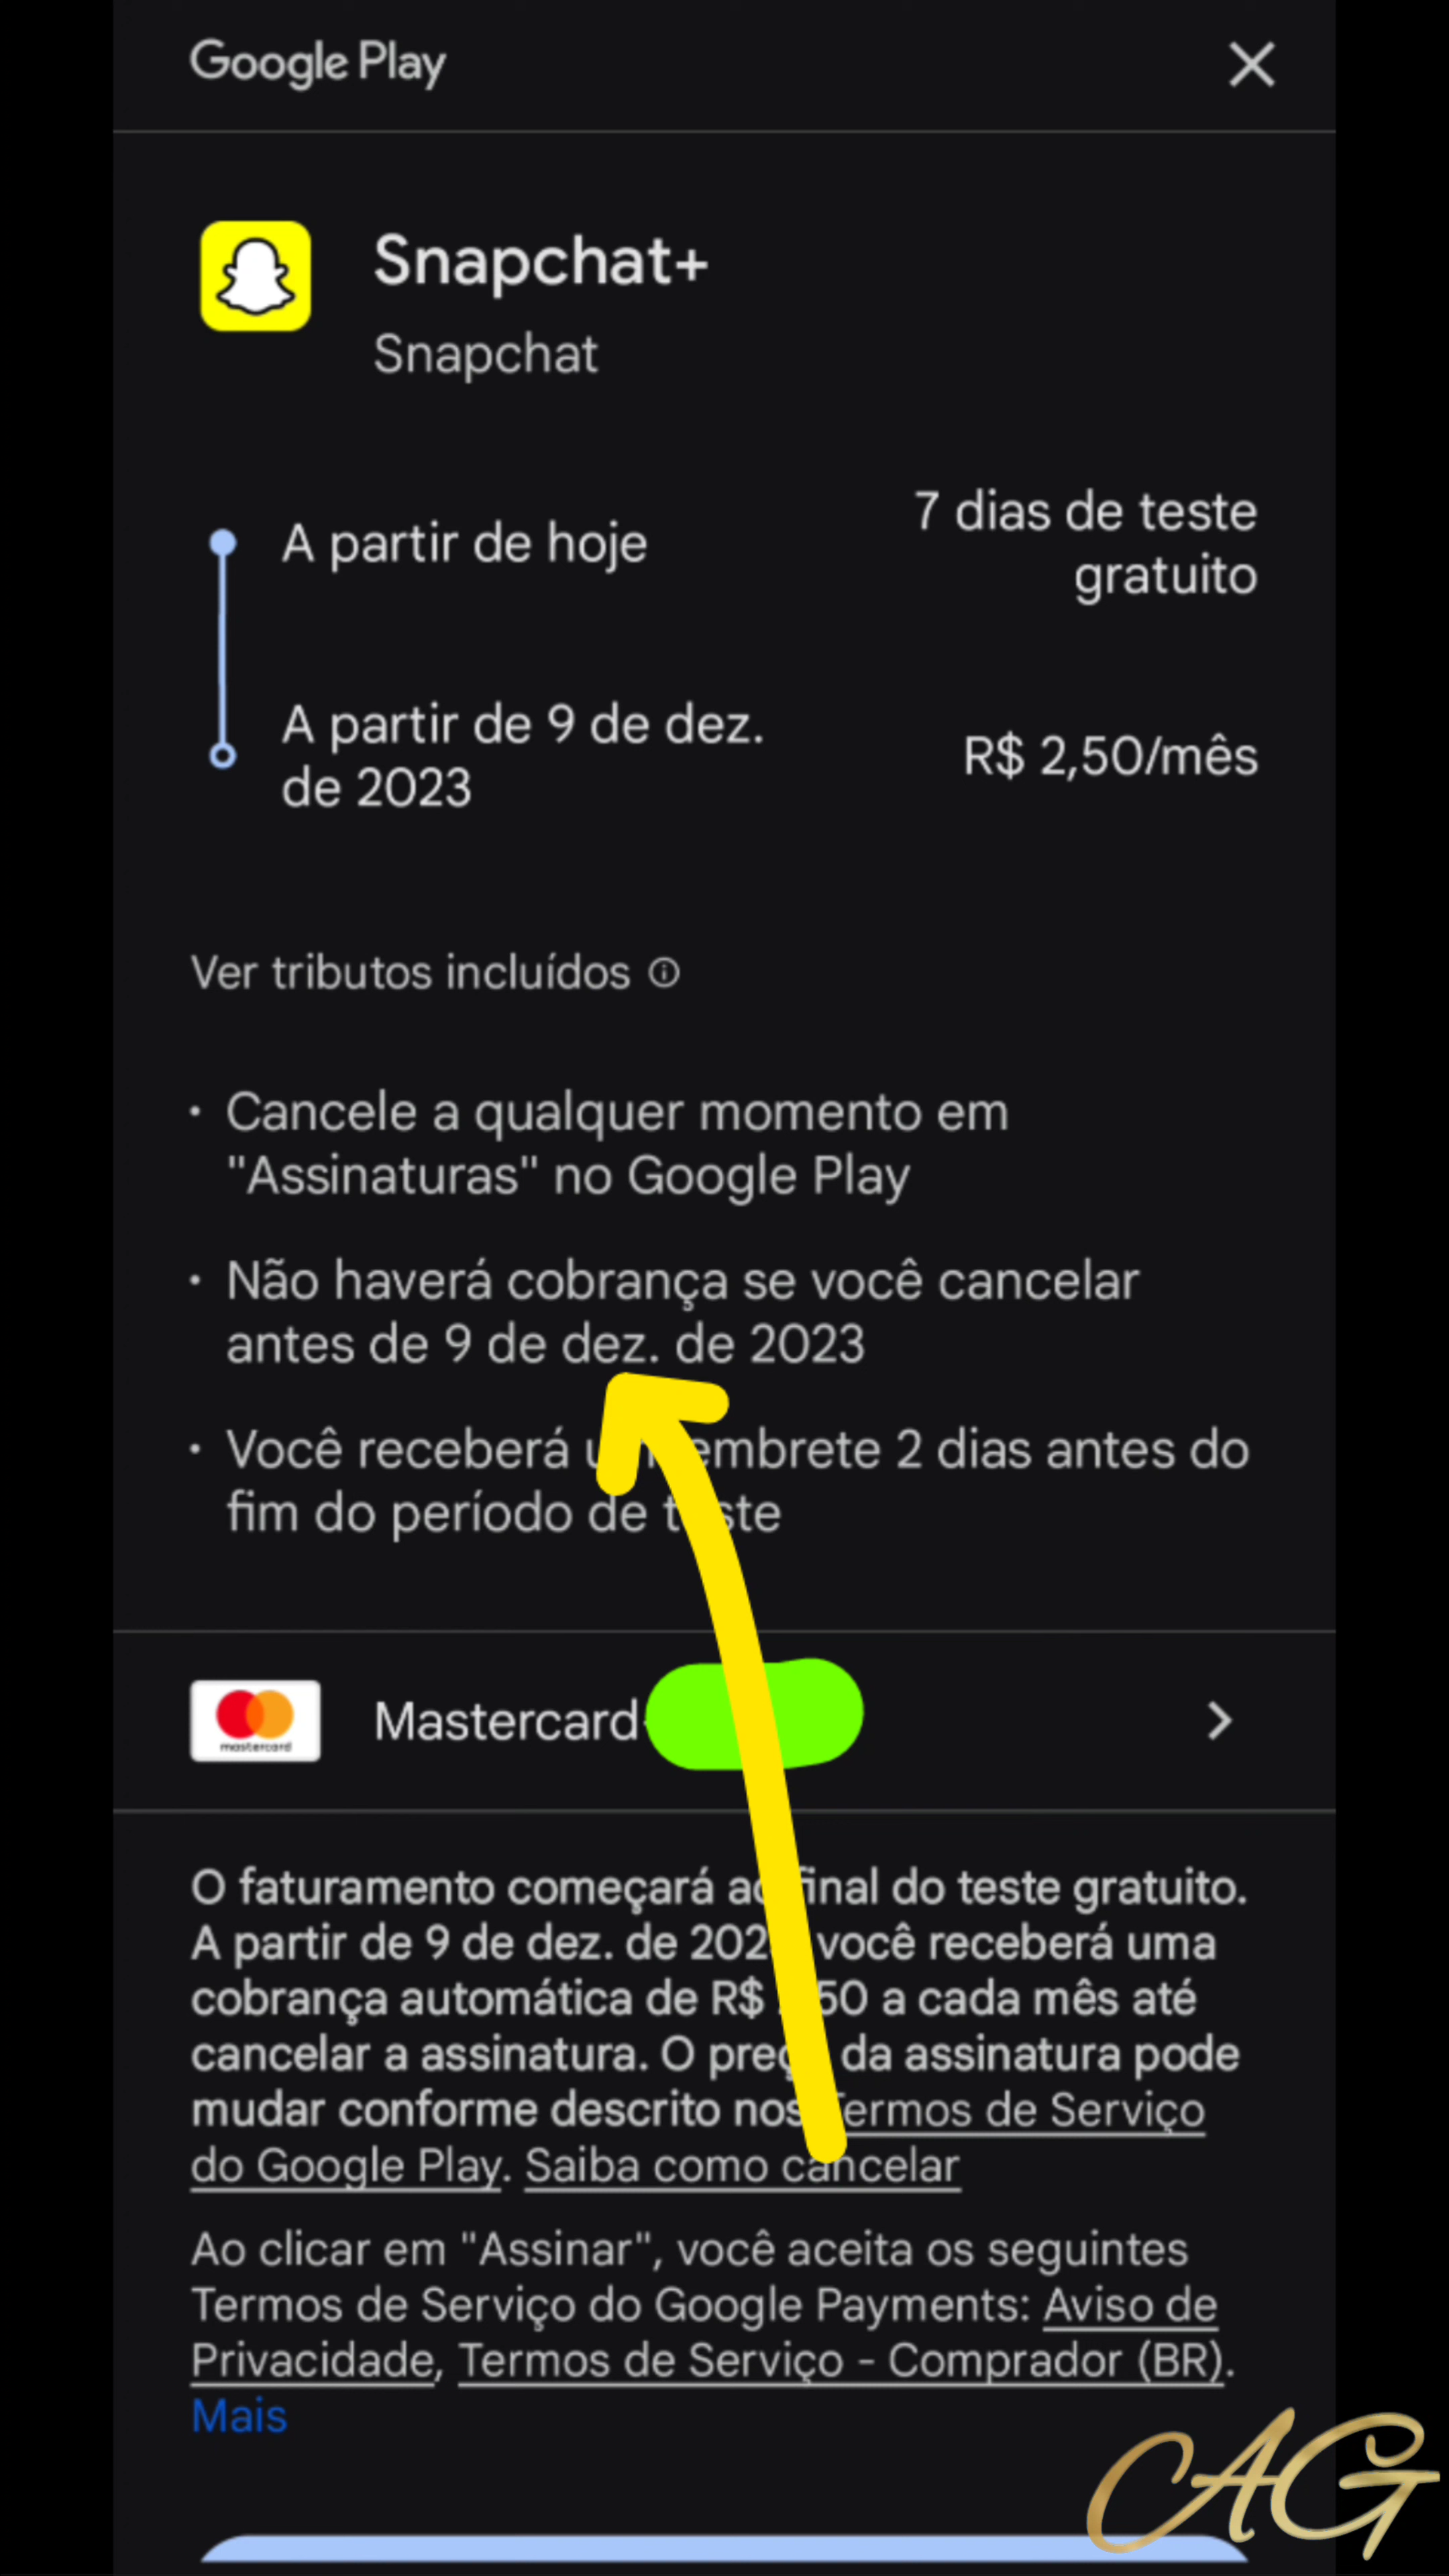 Google Play
Snapchat+
Snapchat
A partir de hoje
7 dias de teste
gratuito
A partir de 9 de dez.
de 2023
R$ 2,50/mês
Ver tributos incluídos
• Cancele a qualquer momento em
"Assinaturas" no Google Play
• Não haverá cobrança se você cancelar
antes de 9 de dez. de 2023
• Você receberá 2 dias antes do
fim do período de
mastercard
Mastercard
O faturamento começará final do teste gratuito.
A partir de 9 de dez. de você receberá uma
cobrança automática de R$ a cada mês até
cancelar a assinatura. O da assinatura pode
mudar conforme descrito nos Termos de Serviço
do Google Play. Saiba como cancelar
Ao clicar em "Assinar", você aceita os seguintes
Termos de Serviço do Google Payments: Aviso de
Privacidade, Termos de Serviço - Comprador (BR).
Mais
CAG